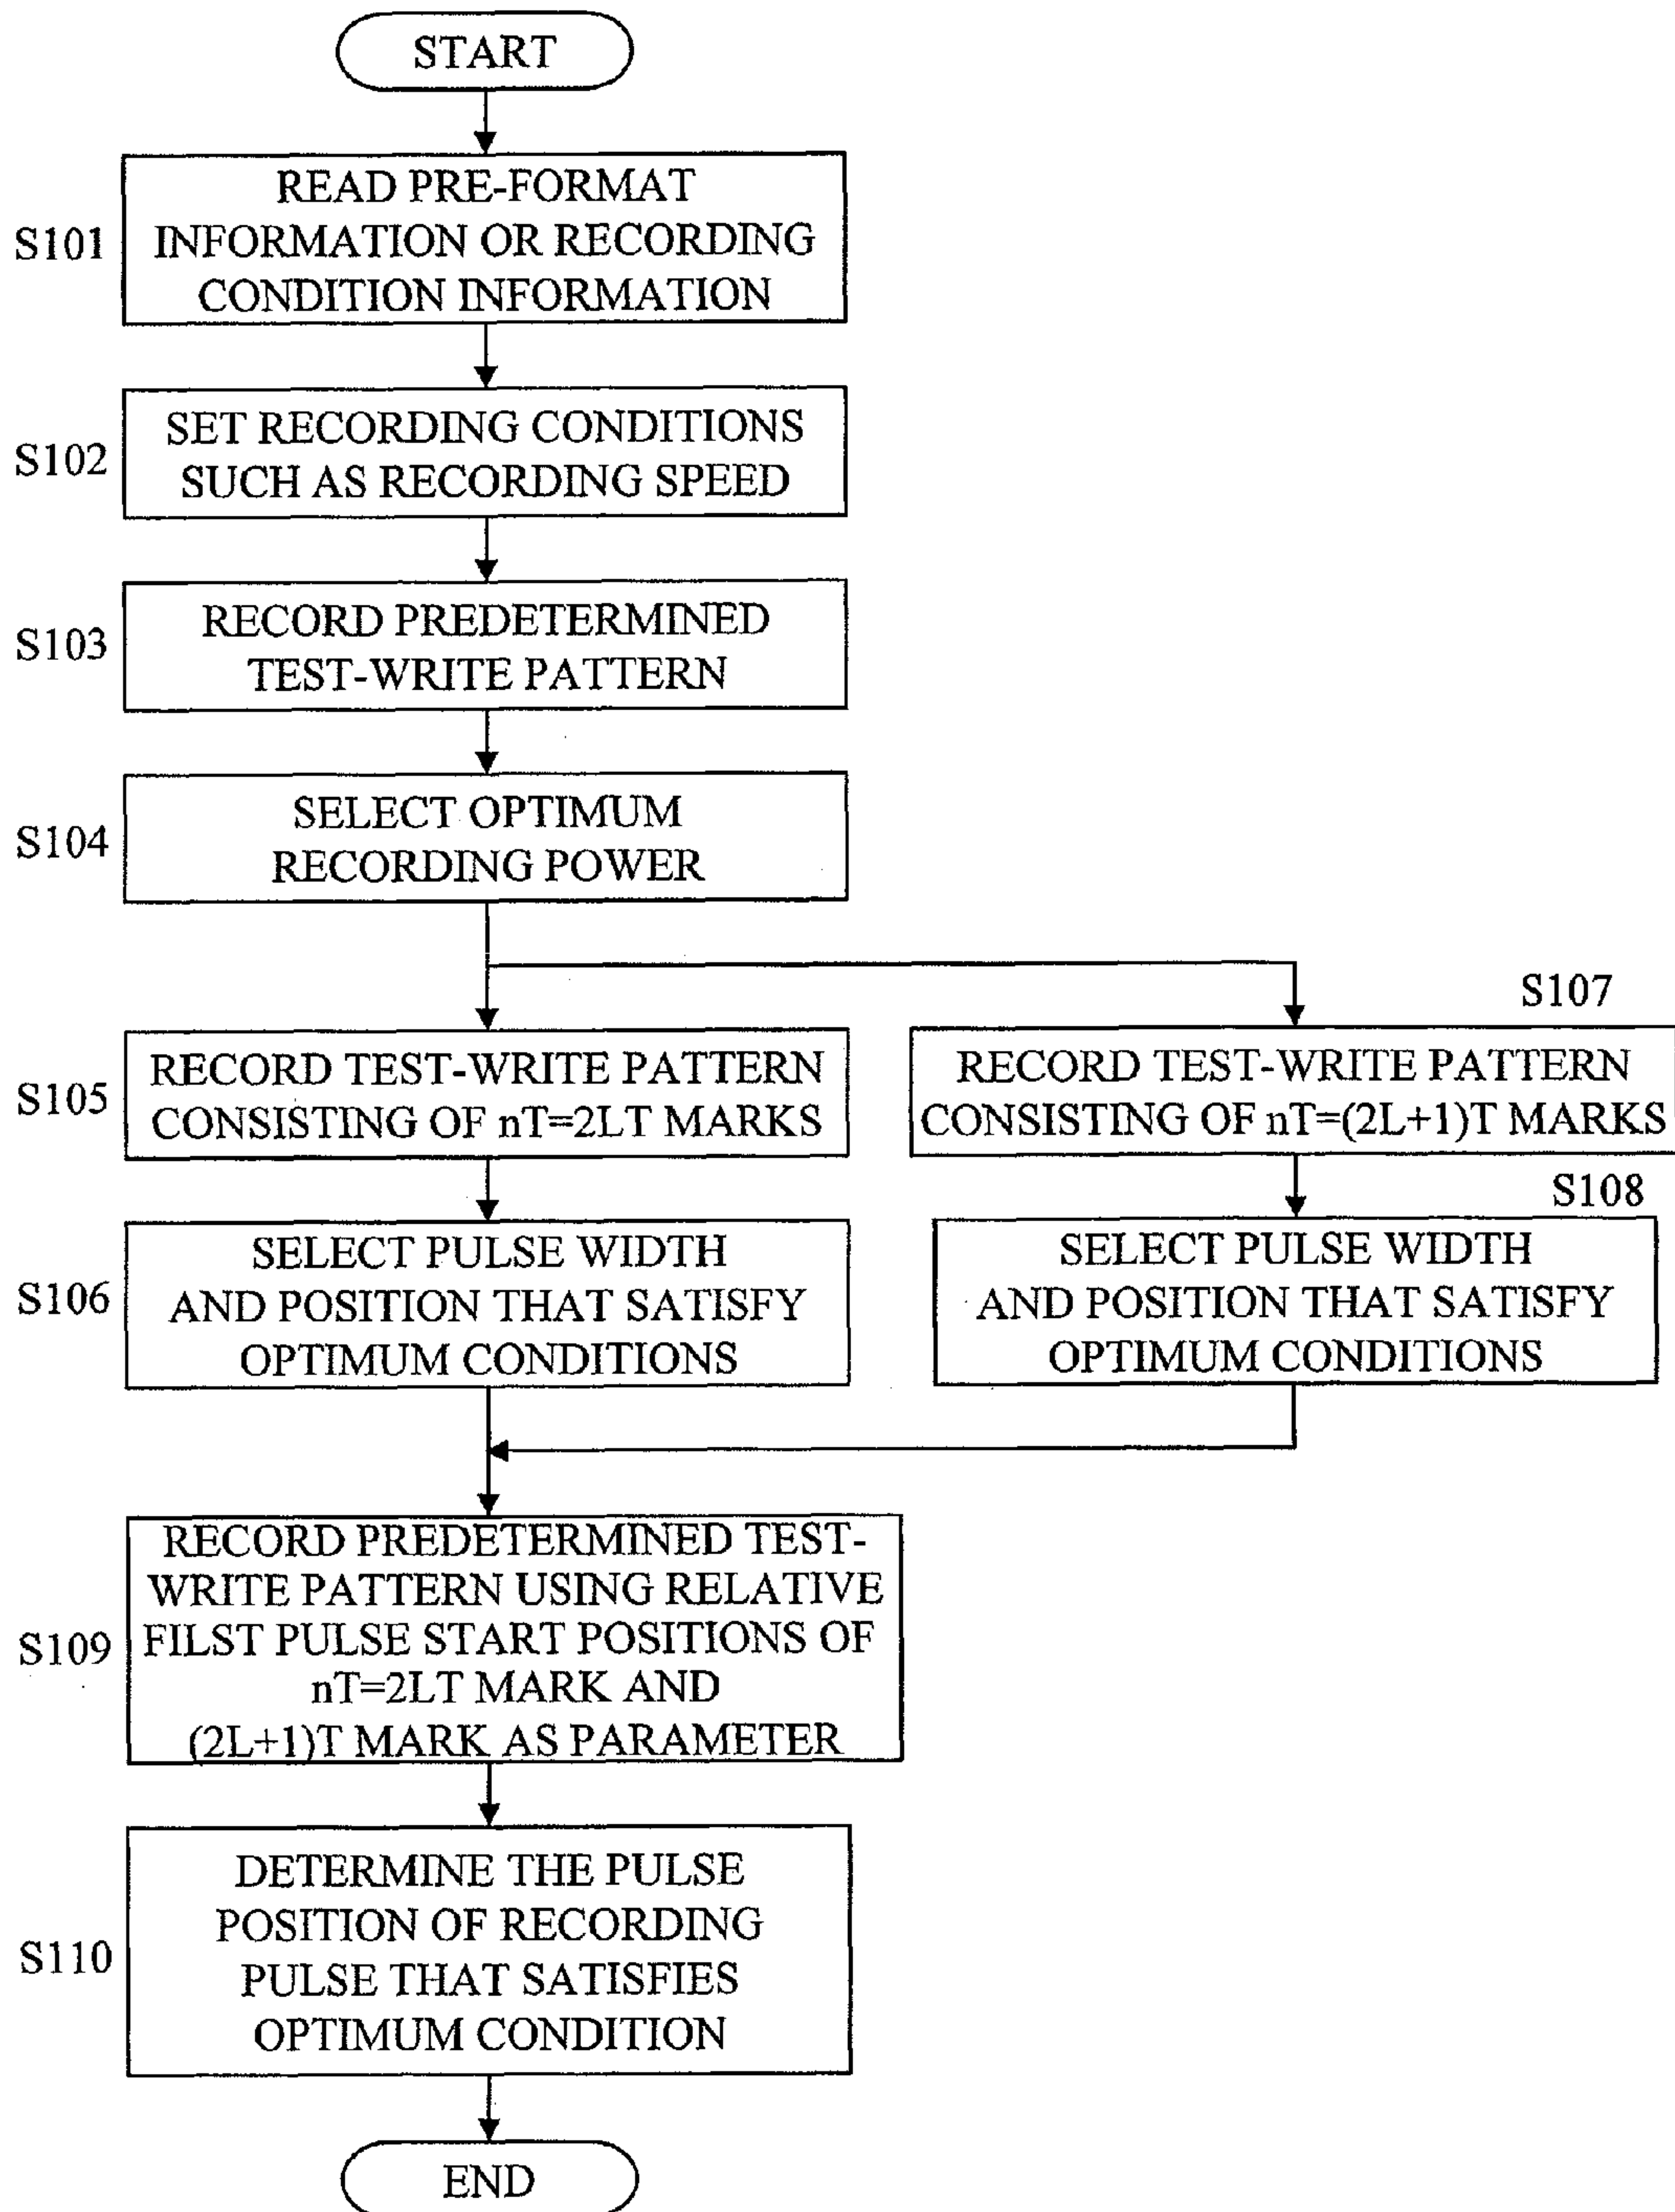 START
S101
READ PRE-FORMAT
INFORMATION OR RECORDING
CONDITION INFORMATION
S102
SET RECORDING CONDITIONS
SUCH AS RECORDING SPEED
S103
RECORD PREDETERMINED
TEST-WRITE PATTERN
S104
SELECT OPTIMUM
RECORDING POWER
S105
RECORD TEST-WRITE PATTERN
CONSISTING OF nT=2LT MARKS
S107
RECORD TEST-WRITE PATTERN
CONSISTING OF nT=(2L+1)T MARKS
S106
SELECT PULSE WIDTH
AND POSITION THAT SATISFY
OPTIMUM CONDITIONS
S108
SELECT PULSE WIDTH
AND POSITION THAT SATISFY
OPTIMUM CONDITIONS
S109
RECORD PREDETERMINED TEST-
WRITE PATTERN USING RELATIVE
FILST PULSE START POSITIONS OF
nT=2LT MARK AND
(2L+1)T MARK AS PARAMETER
S110
DETERMINE THE PULSE
POSITION OF RECORDING
PULSE THAT SATISFIES
OPTIMUM CONDITION
END